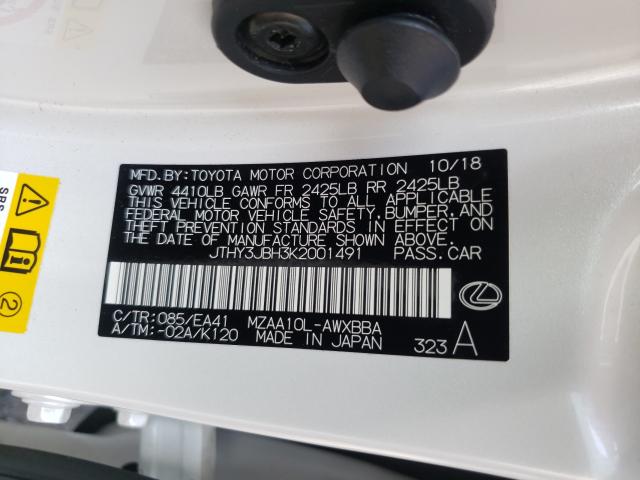 MFD.BY:TOYOTA MOTOR CORPORATION 10/18
GVWR 4410LB GAWR FR 2425LB RR 2425LB
THIS VEHICLE CONFORMS TO ALL APPLICABLE
FEDERAL MOTOR VEHICLE SAFETY,BUMPER,AND
THEFT PREVENTION STANDARDS IN EFFECT ON
THE DATE OF MANUFACTURE SHOWN ABOVE.
JTHY3JBH3K2001491 PASS.CAR
C/TR:085/EA41 MZAA10L-AWXBBA
A/TM:-02A/K120 MADE IN JAPAN 323 A
SRS
2